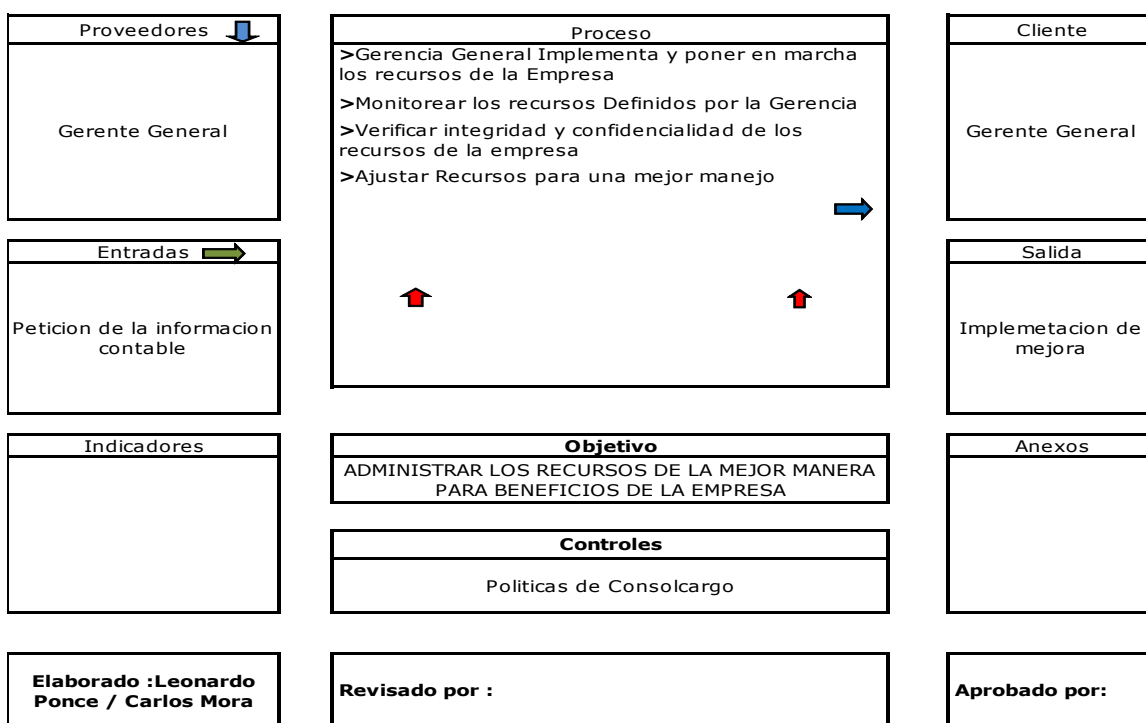 Proveedores
Gerente General
Entradas
Peticion de la informacion
contable
Indicadores
Elaborado :Leonardo
Ponce / Carlos Mora
Proceso
>Gerencia General Implementa y poner en marcha
los recursos de la Empresa
>Monitorear los recursos Definidos por la Gerencia
>Verificar integridad y confidencialidad de los
recursos de la empresa
>Ajustar Recursos para una mejor manejo
Objetivo
ADMINISTRAR LOS RECURSOS DE LA MEJOR MANERA
PARA BENEFICIOS DE LA EMPRESA
Controles
Politicas de Consolcargo
Revisado por :
Cliente
Gerente General
Salida
Implemetacion de
mejora
Anexos
Aprobado por: